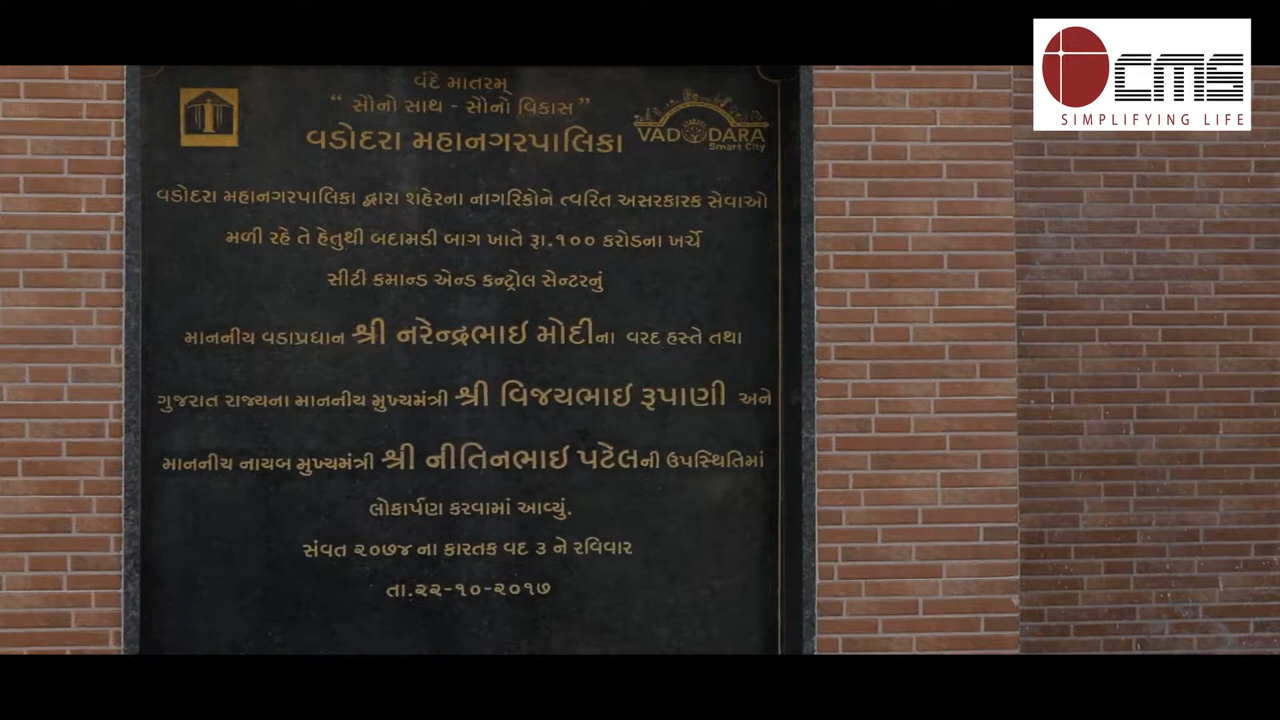 વંદે માતરમ્
“ સૌનો સાથ - સૌનો વિકાસ ”
વડોદરા મહાનગરપાલિકા
VADODARA
Smart City
CMS
SIMPLIFYING LIFE
વડોદરા મહાનગરપાલિકા દ્વારા શહેરના નાગરિકોને ત્વરિત અસરકારક સેવાઓ
મળી રહે તે હેતુથી બદામડી બાગ ખાતે રૂા.૧૦૦ કરોડના ખર્ચે
સીટી કમાન્ડ એન્ડ કન્ટ્રોલ સેન્ટરનું
માનનીય વડાપ્રધાન શ્રી નરેન્દ્રભાઇ મોદીના વરદ હસ્તે તથા
ગુજરાત રાજ્યના માનનીય મુખ્યમંત્રી શ્રી વિજયભાઇ રૂપાણી અને
માનનીય નાયબ મુખ્યમંત્રી શ્રી નીતિનભાઇ પટેલની ઉપસ્થિતિમાં
લોકાર્પણ કરવામાં આવ્યું.
સંવત ૨૦૭૪ ના કારતક વદ ૩ ને રવિવાર
તા.૨૨-૧૦-૨૦૧૭